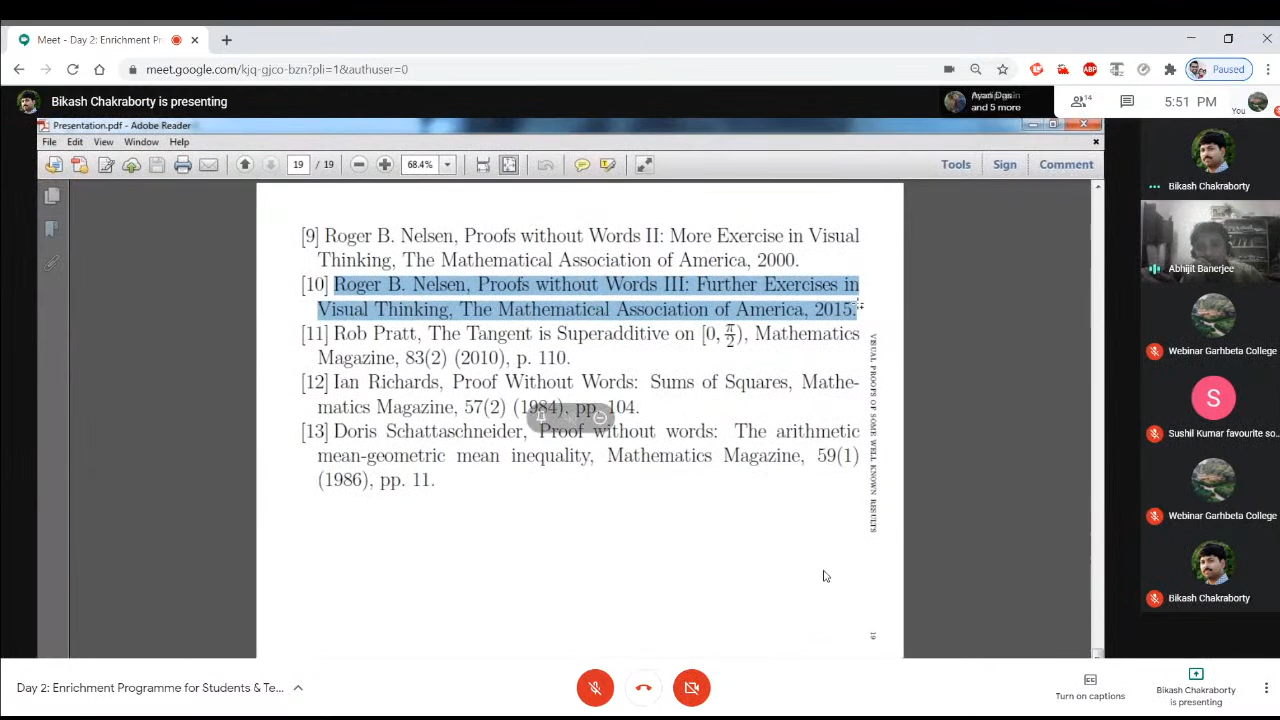 Meet - Day 2: Enrichment Pr
meet.google.com/kjq-gjco-bzn?pli=1&authuser=0
ABP
Paused
Bikash Chakraborty is presenting
Ayan Das
and 5 more
14
5:51 PM
You
Presentation.pdf - Adobe Reader
File Edit View Window Help
19 / 19
68.4%
Tools Sign Comment
[9] Roger B. Nelsen, Proofs without Words II: More Exercise in Visual
Thinking, The Mathematical Association of America, 2000.
[10] Roger B. Nelsen, Proofs without Words III: Further Exercises in
Visual Thinking, The Mathematical Association of America, 2015.
[11] Rob Pratt, The Tangent is Superadditive on [0, π/2), Mathematics
Magazine, 83(2) (2010), p. 110.
[12] Ian Richards, Proof Without Words: Sums of Squares, Mathe-
matics Magazine, 57(2) (1984), pp. 104.
[13] Doris Schattaschneider, Proof without words: The arithmetic
mean-geometric mean inequality, Mathematics Magazine, 59(1)
(1986), pp. 11.
VISUAL PROOFS OF SOME WELL KNOWN RESULTS
19
Bikash Chakraborty
Abhijit Banerjee
Webinar Garhbeta College
S
Sushil Kumar favourite so...
Webinar Garhbeta College
Bikash Chakraborty
Day 2: Enrichment Programme for Students & Te...
Turn on captions
Bikash Chakraborty
is presenting